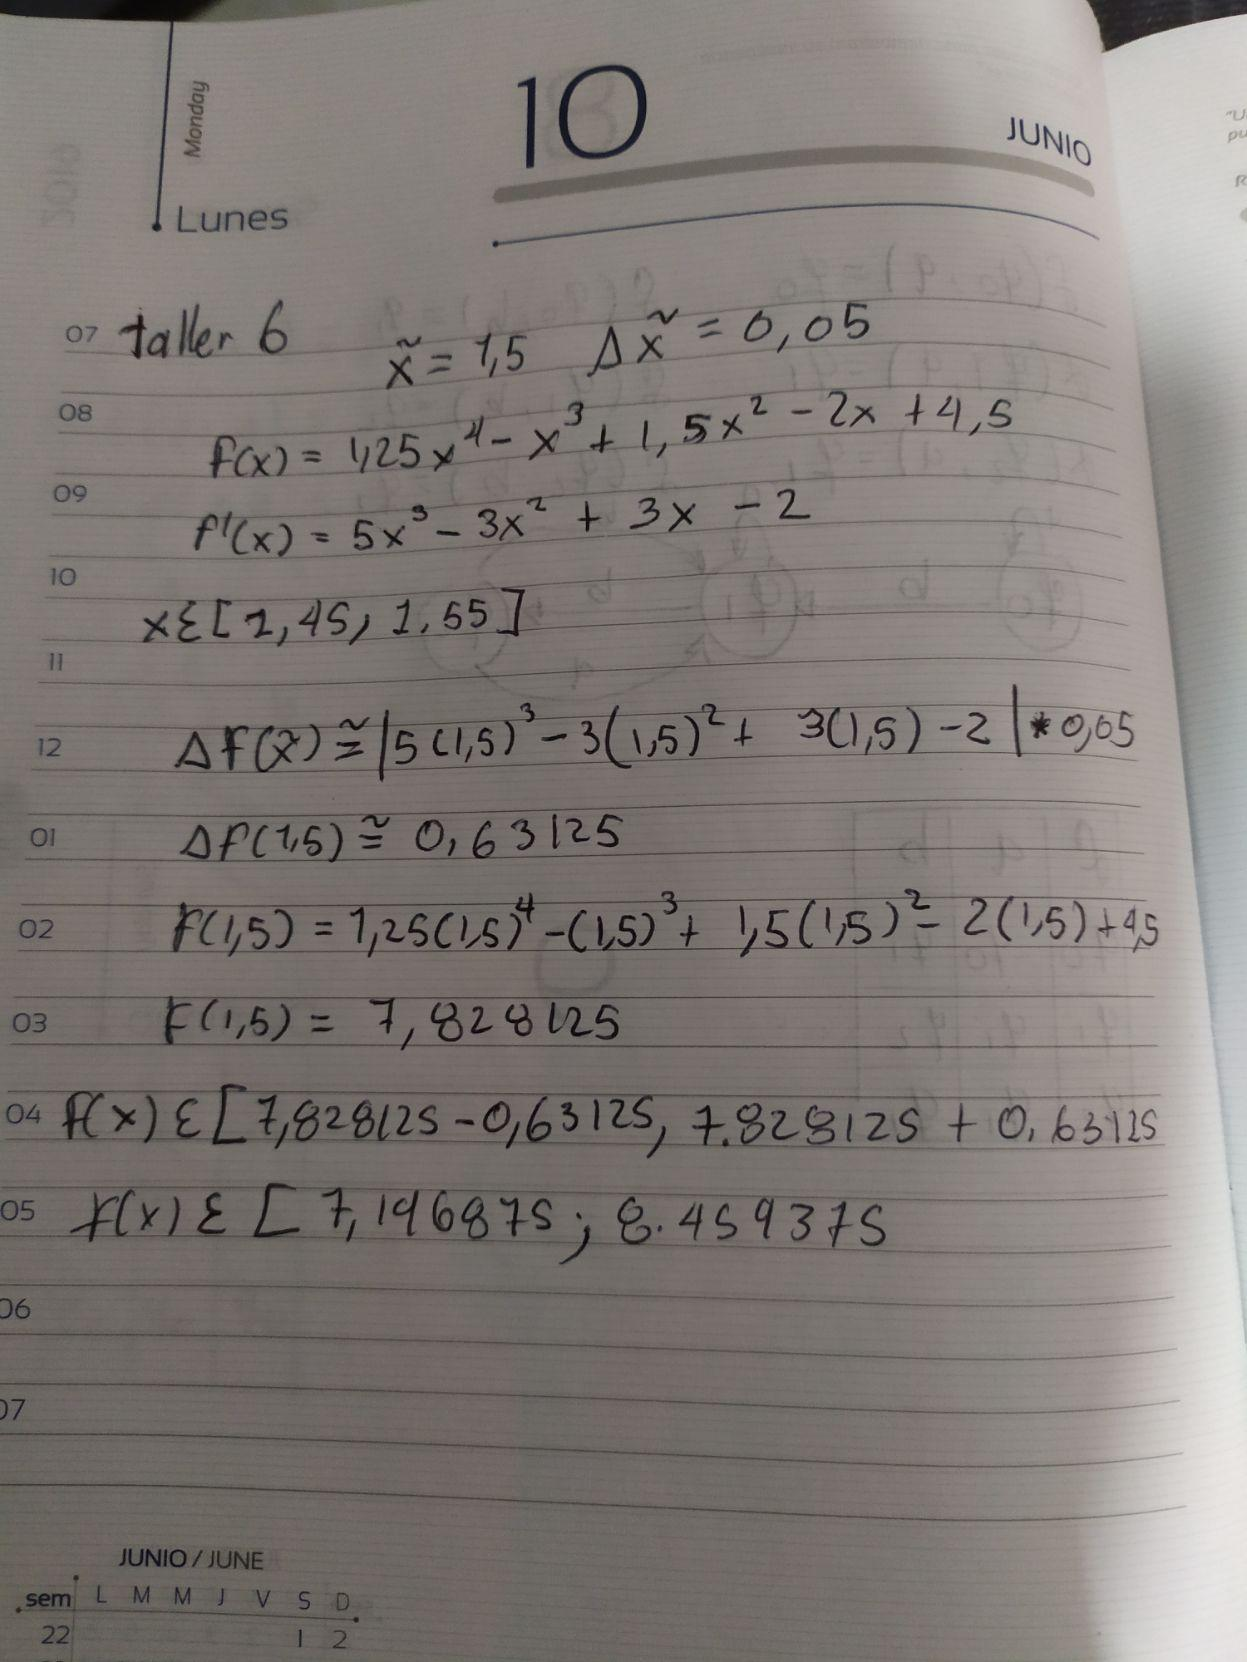 Monday
Lunes
10
JUNIO
07 taller 6 x̃ = 1,5 Δx̃ = 0,05
08 f(x) = 1,25x⁴ - x³ + 1,5x² - 2x + 4,5
09 f'(x) = 5x³ - 3x² + 3x - 2
10
x Ɛ [1,45, 1.55]
11
12 Δf(x̃) ≅ |5(1,5)³ - 3(1,5)² + 3(1,5) - 2| * 0,05
01 Δf(1,5) ≅ 0,63125
02 f(1,5) = 1,25(1,5)⁴ - (1,5)³ + 1,5(1,5)² - 2(1,5) + 4,5
03 f(1,5) = 7,828125
04 f(x) Ɛ [7,828125 - 0,63125, 7.828125 + 0,63125
05 f(x) Ɛ [7,196875; 8.459375
06
07
JUNIO / JUNE
sem L M M J V S D
22 1 2